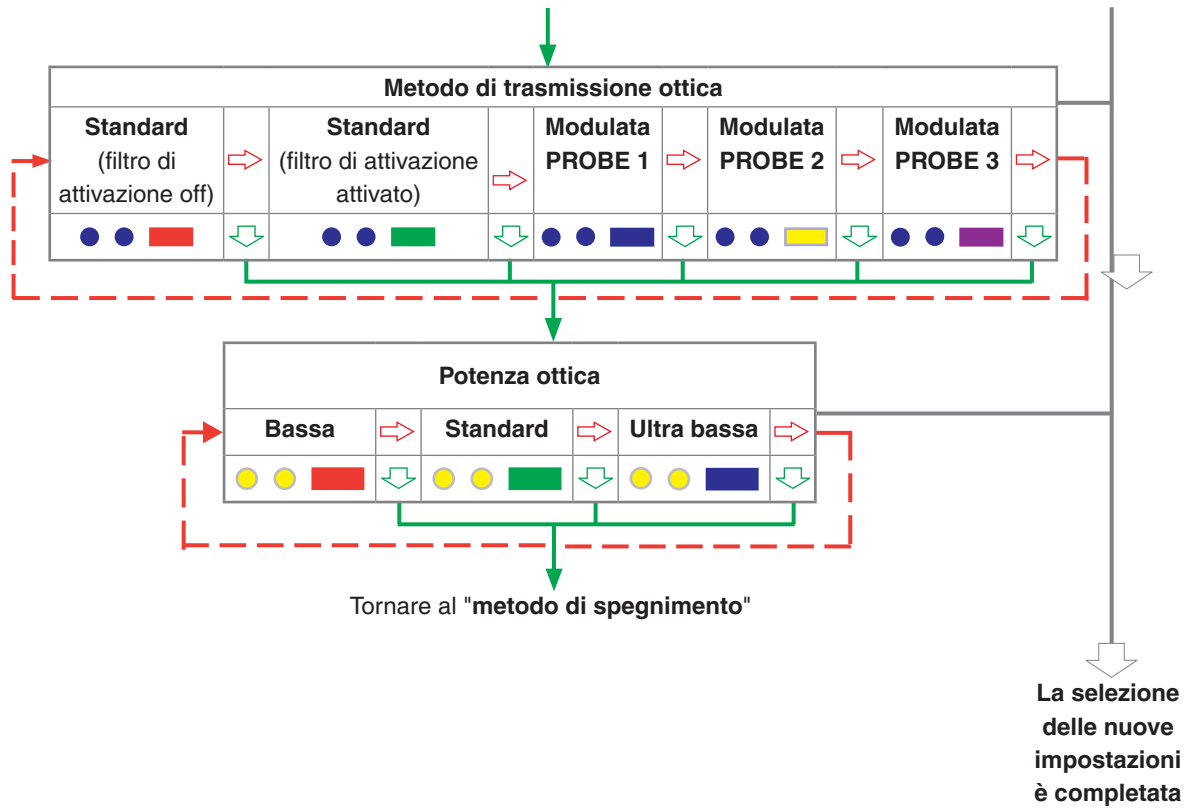 Metodo di trasmissione ottica
Standard
(filtro di
attivazione off)
Standard
(filtro di attivazione
attivato)
Modulata
PROBE 1
Modulata
PROBE 2
Modulata
PROBE 3
Potenza ottica
Bassa
Standard
Ultra bassa
Tornare al "metodo di spegnimento"
La selezione
delle nuove
impostazioni
è completata